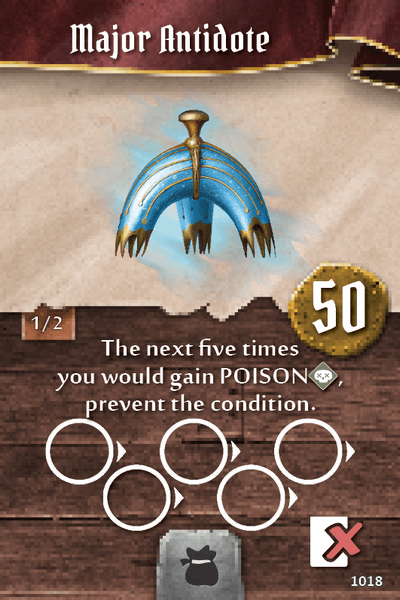 Major Antidote
1/2
50
The next five times
you would gain POISON,
prevent the condition.
1018